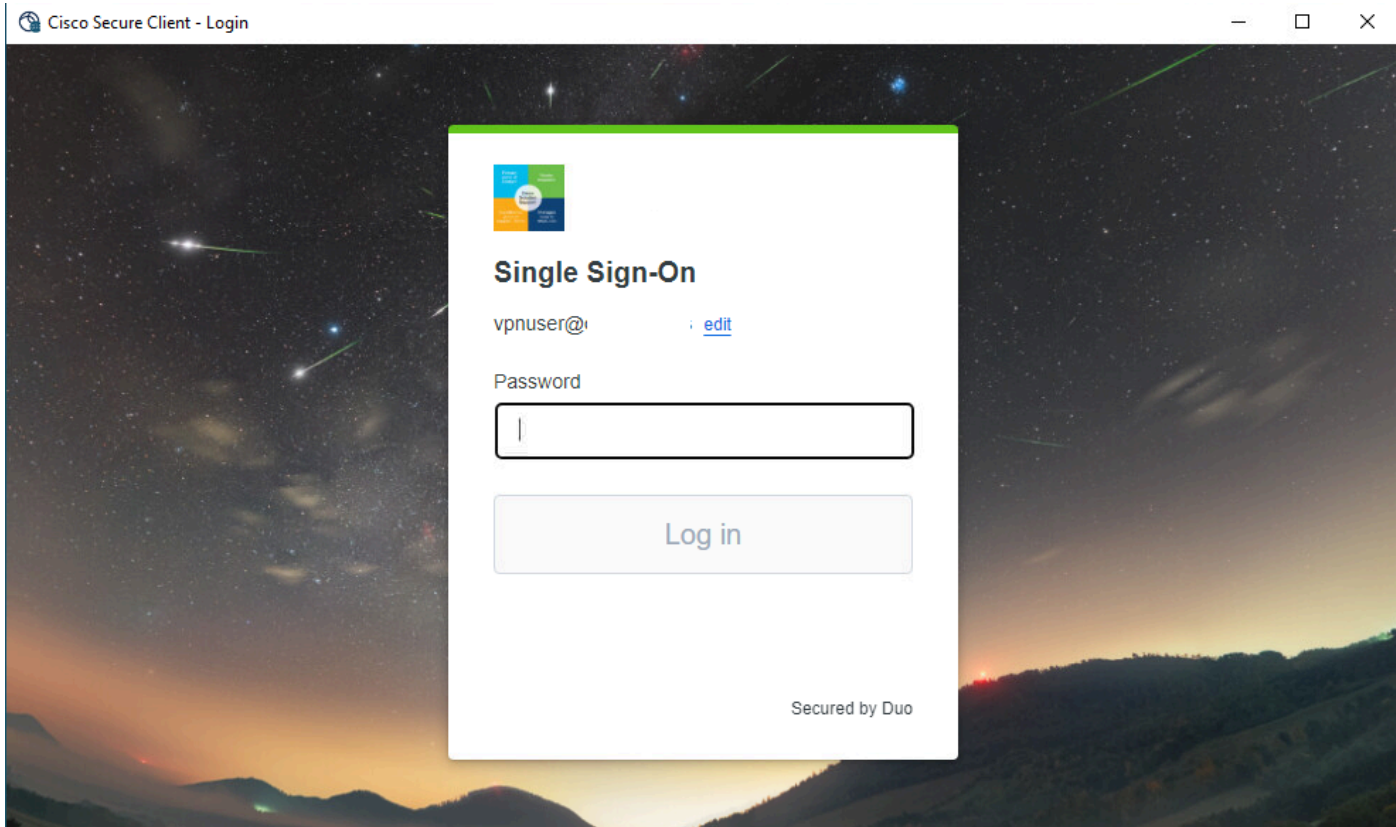 Cisco Secure Client - Login
Single Sign-On
vpnuser@ edit
Password
Log in
Secured by Duo